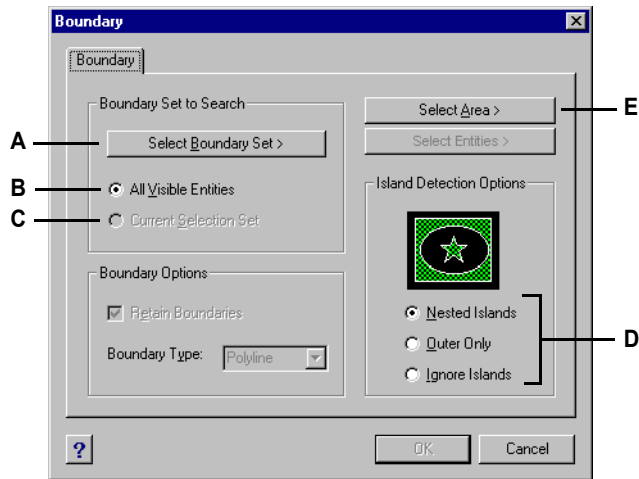 Boundary
Boundary
Boundary Set to Search
A
Select Boundary Set >
B
All Visible Entities
C
Current Selection Set
Boundary Options
Retain Boundaries
Boundary Type:
Polyline
Select Area >
E
Select Entities >
Island Detection Options
Nested Islands
Outer Only
D
Ignore Islands
?
OK
Cancel